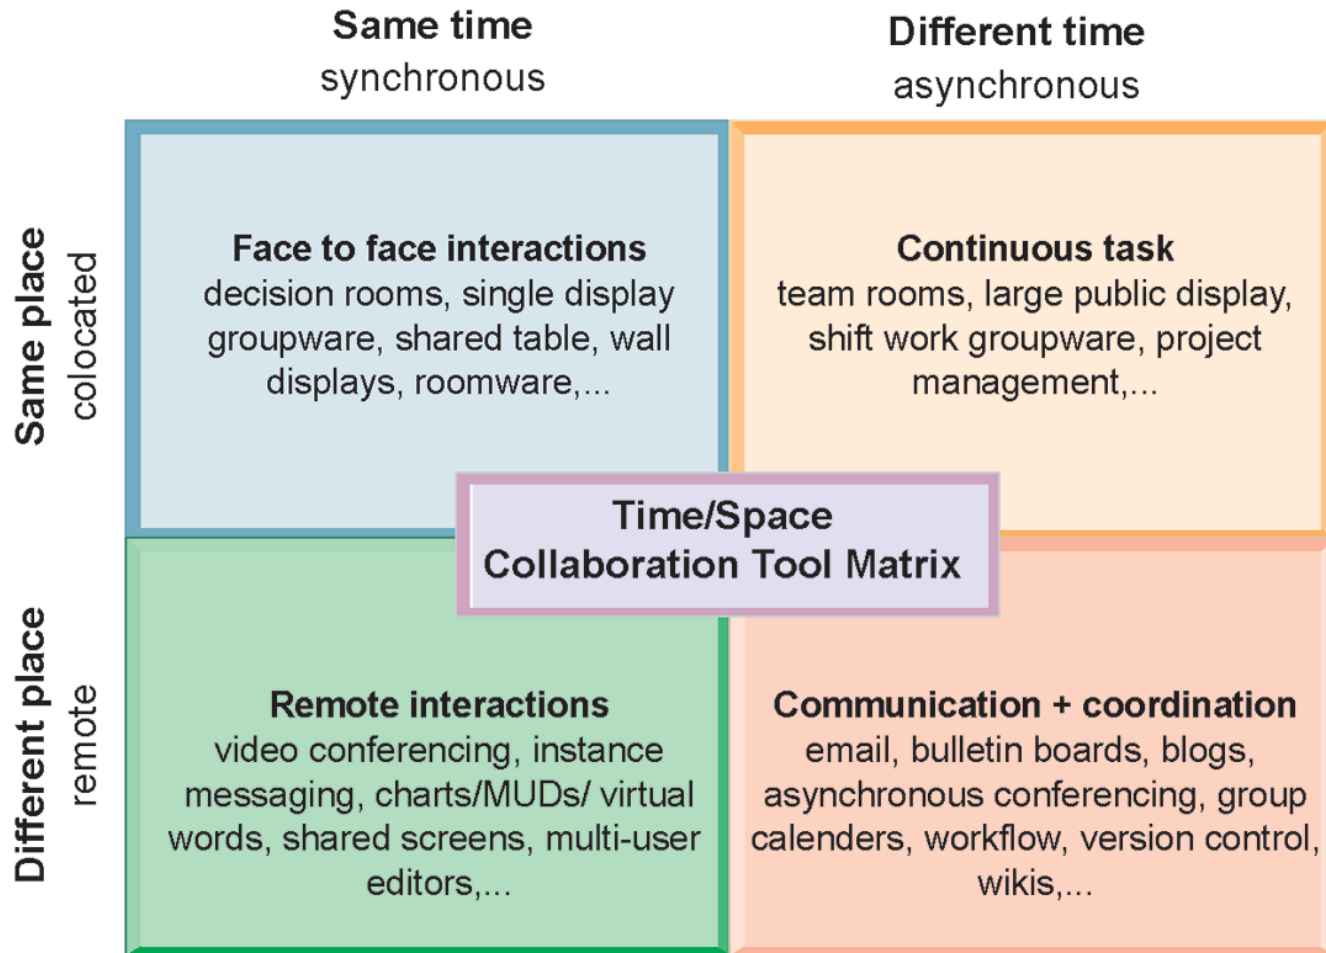 Same time
synchronous
Different time
asynchronous
Same place
colocated
Face to face interactions
decision rooms, single display
groupware, shared table, wall
displays, roomware,...
Continuous task
team rooms, large public display,
shift work groupware, project
management,...
Time/Space
Collaboration Tool Matrix
Different place
remote
Remote interactions
video conferencing, instance
messaging, charts/MUDs/ virtual
words, shared screens, multi-user
editors,...
Communication + coordination
email, bulletin boards, blogs,
asynchronous conferencing, group
calenders, workflow, version control,
wikis,...